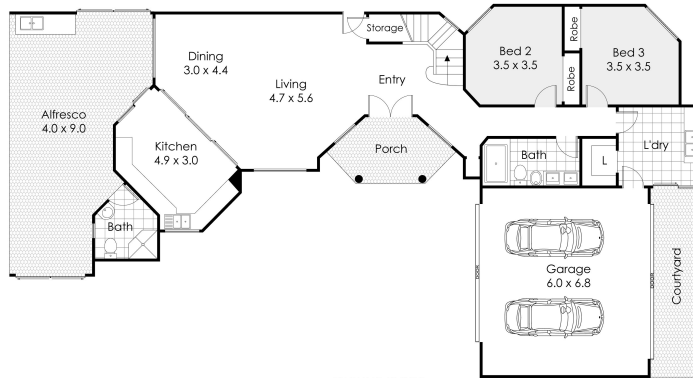 Storage
Robe
Bed 2
3.5 x 3.5
Bed 3
3.5 x 3.5
Dining
3.0 x 4.4
Robe
Living
4.7 x 5.6
Entry
Alfresco
4.0 x 9.0
Kitchen
4.9 x 3.0
Porch
Bath
L
L'dry
Bath
Garage
6.0 x 6.8
Courtyard